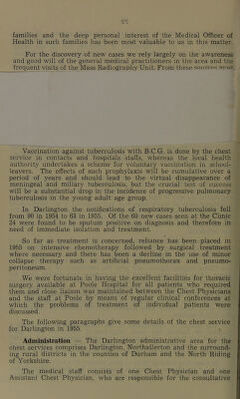 families and the deep personal interest of the Medical Officer of
Health in such families has been most valuable to us in this matter.
For the discovery of new cases we rely largely on the awareness
and good will of the general medical practitioners in the area and the
frequent visits of the Mass Radiography Unit. From these
Vaccination against tuberculosis with B.C.G. is done by the chest
service in contacts and hospitals staffs, whereas the local health
authority undertakes a scheme for voluntary vaccination in school-
leavers. The effects of such prophylaxis will be cumulative over a
period of years and should lead to the virtual disappearance of
meningital and miliary tuberculosis, but the crucial test of success
will be a substantial drop in the incidence of progressive pulmonary
tuberculosis in the young adult age group.
In Darlington the notifications of respiratory tuberculosis fell
from 90 in 1954 to 61 in 1955. Of the 60 new cases seen at the Clinic
24 were found to be sputum positive on diagnosis and therefore in
need of immediate isolation and treatment.
So far as treatment is concerned, reliance has been placed in
1955 on intensive chemotherapy followed by surgical treatment
where necessary and there has been a decline in the use of minor
collapse therapy such as artificial pneumothorax and pneumo-
peritoneum.
We were fortunate in having the excellent facilities for thoracic
surgery available at Poole Hospital for all patients who required
them and close liaison was maintained between the Chest Physicians
and the staff at Poole by means of regular clinical conferences at
which the problems of treatment of individual patients were
discussed.
The following paragraphs give some details of the chest service
for Darlington in 1955.
Administration — The Darlington administrative area for the
chest services comprises Darlington, Northallerton and the surround-
ing rural districts in the counties of Durham and the North Riding
of Yorkshire.
The medical staff consists of one Chest Physician and one
Assistant Chest Physician, who are responsible for the consultative